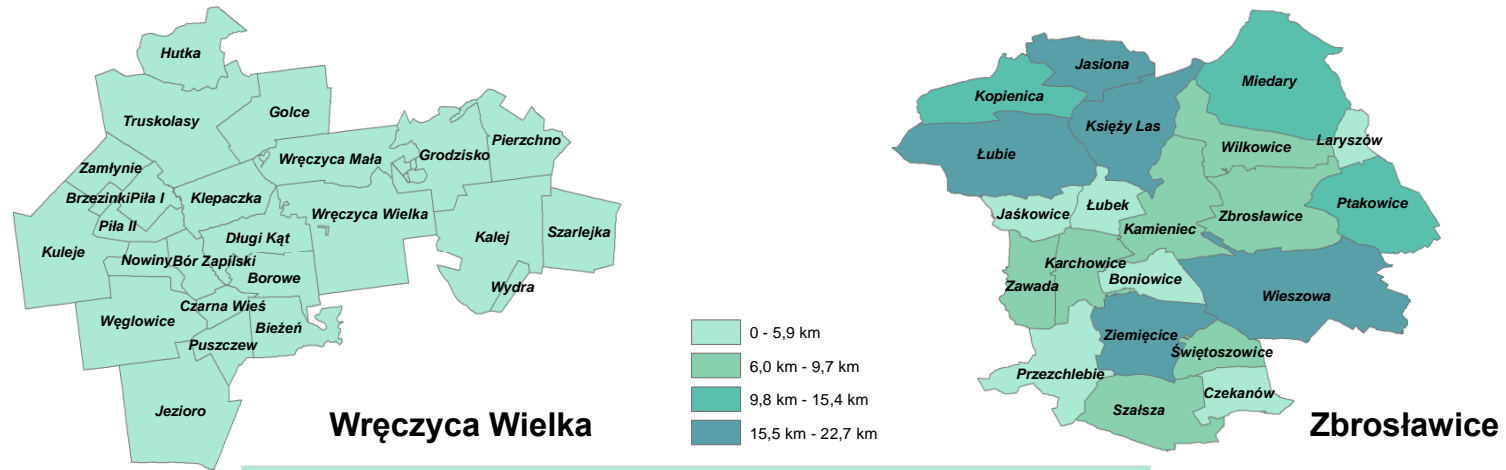 Hutka
Truskolasy
Golce
Zamłynie
Wręczyca Mała
Grodzisko
Pierzchno
BrzezinkiPiła I
Klepaczka
Piła II
Wręczyca Wielka
Kuleje
Długi Kąt
Kalej
Szarlejka
Nowiny
Bór Zapilski
Borowe
Wydra
Czarna Wieś
Węglowice
Bieżeń
Puszczew
Jezioro
Wręczyca Wielka
0 - 5,9 km
6,0 km - 9,7 km
9,8 km - 15,4 km
15,5 km - 22,7 km
Jasiona
Miedary
Kopienica
Księży Las
Laryszów
Łubie
Wilkowice
Ptakowice
Jaśkowice
Łubek
Zbrosławice
Kamieniec
Karchowice
Boniowice
Zawada
Wieszowa
Ziemięcice
Świętoszowice
Przezchlebie
Czekanów
Szałsza
Zbrosławice